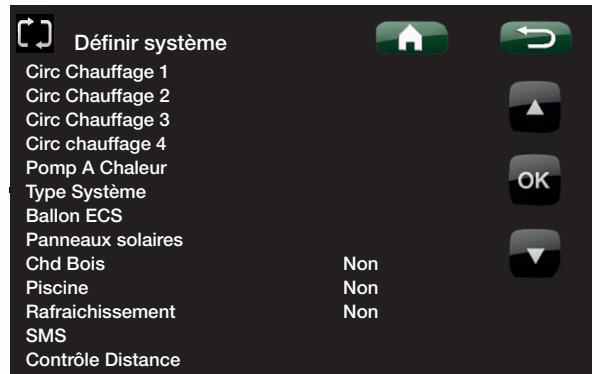 Définir système
Circ Chauffage 1
Circ Chauffage 2
Circ Chauffage 3
Circ chauffage 4
Pomp A Chaleur
Type Système
OK
Ballon ECS
Panneaux solaires
Chd Bois Non
Piscine Non
Rafraichissement Non
SMS
Contrôle Distance